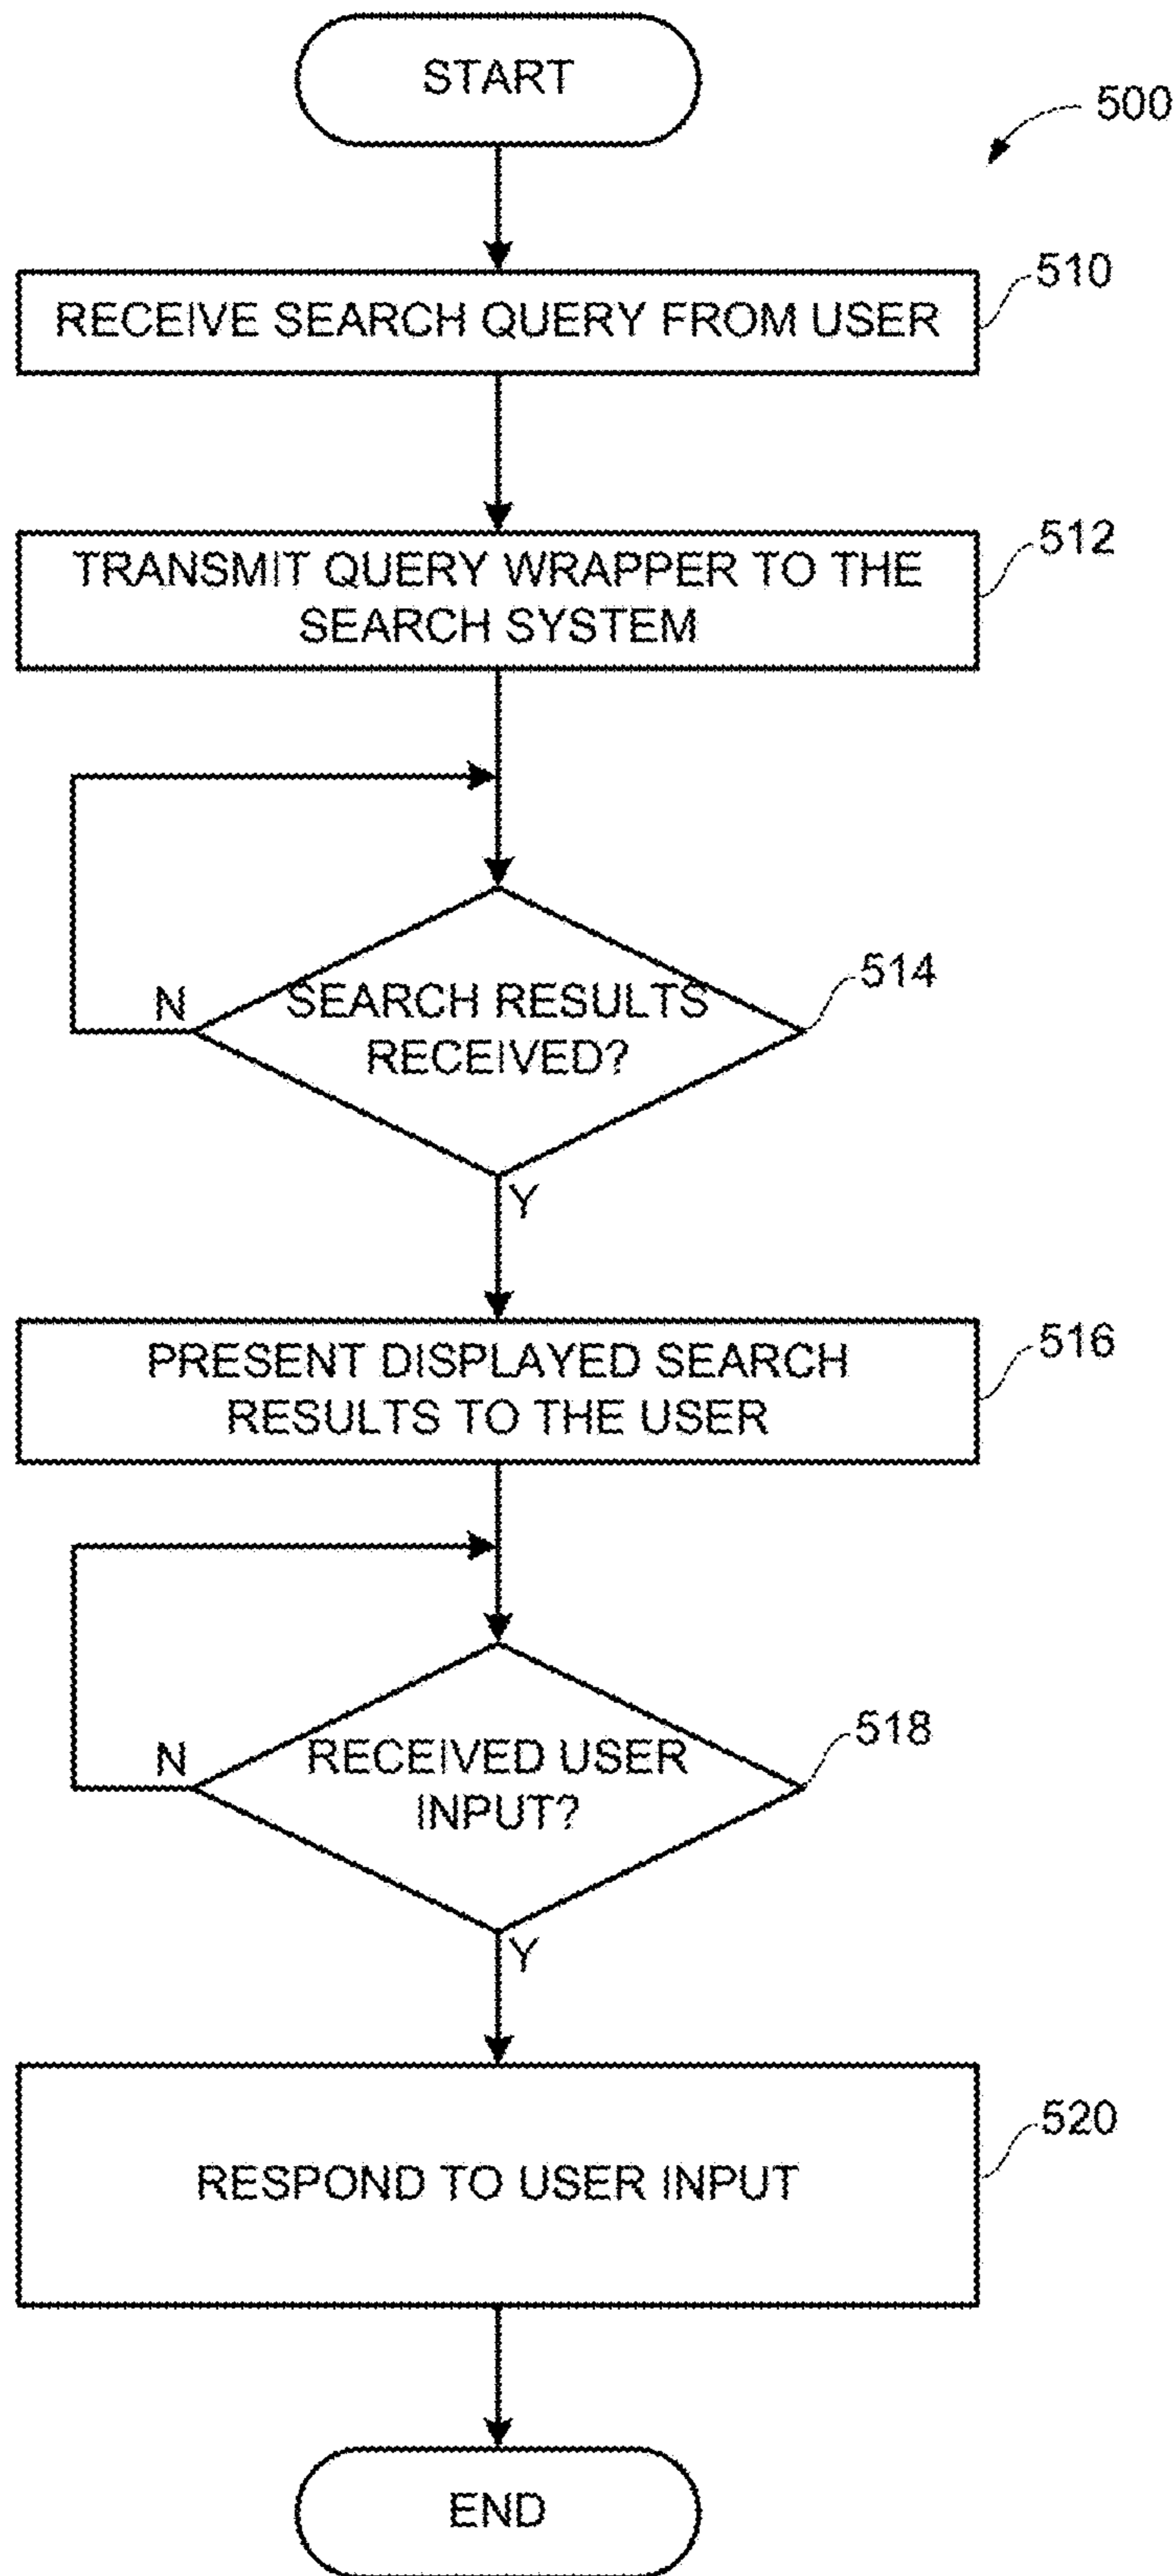 START
500
RECEIVE SEARCH QUERY FROM USER
510
TRANSMIT QUERY WRAPPER TO THE
SEARCH SYSTEM
512
SEARCH RESULTS
RECEIVED?
514
N
Y
PRESENT DISPLAYED SEARCH
RESULTS TO THE USER
516
RECEIVED USER
INPUT?
518
N
Y
RESPOND TO USER INPUT
520
END